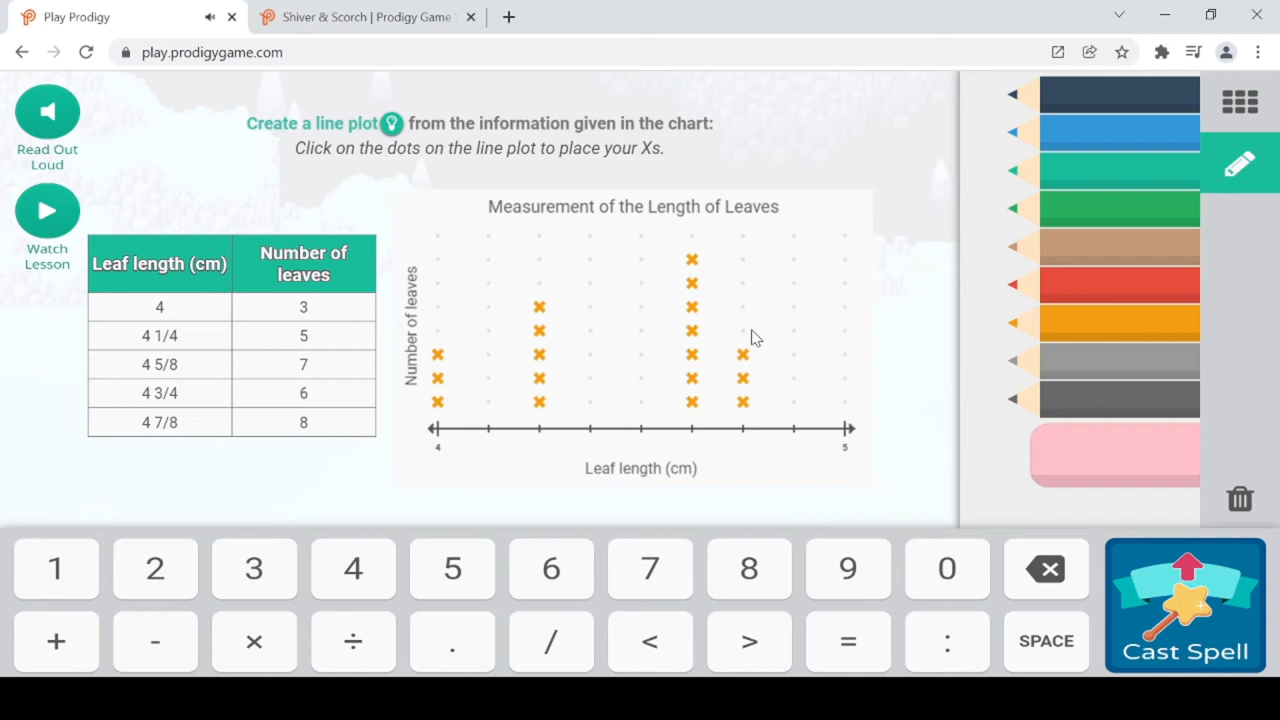 Play Prodigy
Shiver & Scorch | Prodigy Game
play.prodigygame.com
Read Out
Loud
Watch
Lesson
Create a line plot from the information given in the chart:
Click on the dots on the line plot to place your Xs.
Leaf length (cm) Number of leaves
4 3
4 1/4 5
4 5/8 7
4 3/4 6
4 7/8 8
Measurement of the Length of Leaves
Number of leaves
4 5
Leaf length (cm)
1 2 3 4 5 6 7 8 9 0
+ - × ÷ . / < > = : SPACE
Cast Spell